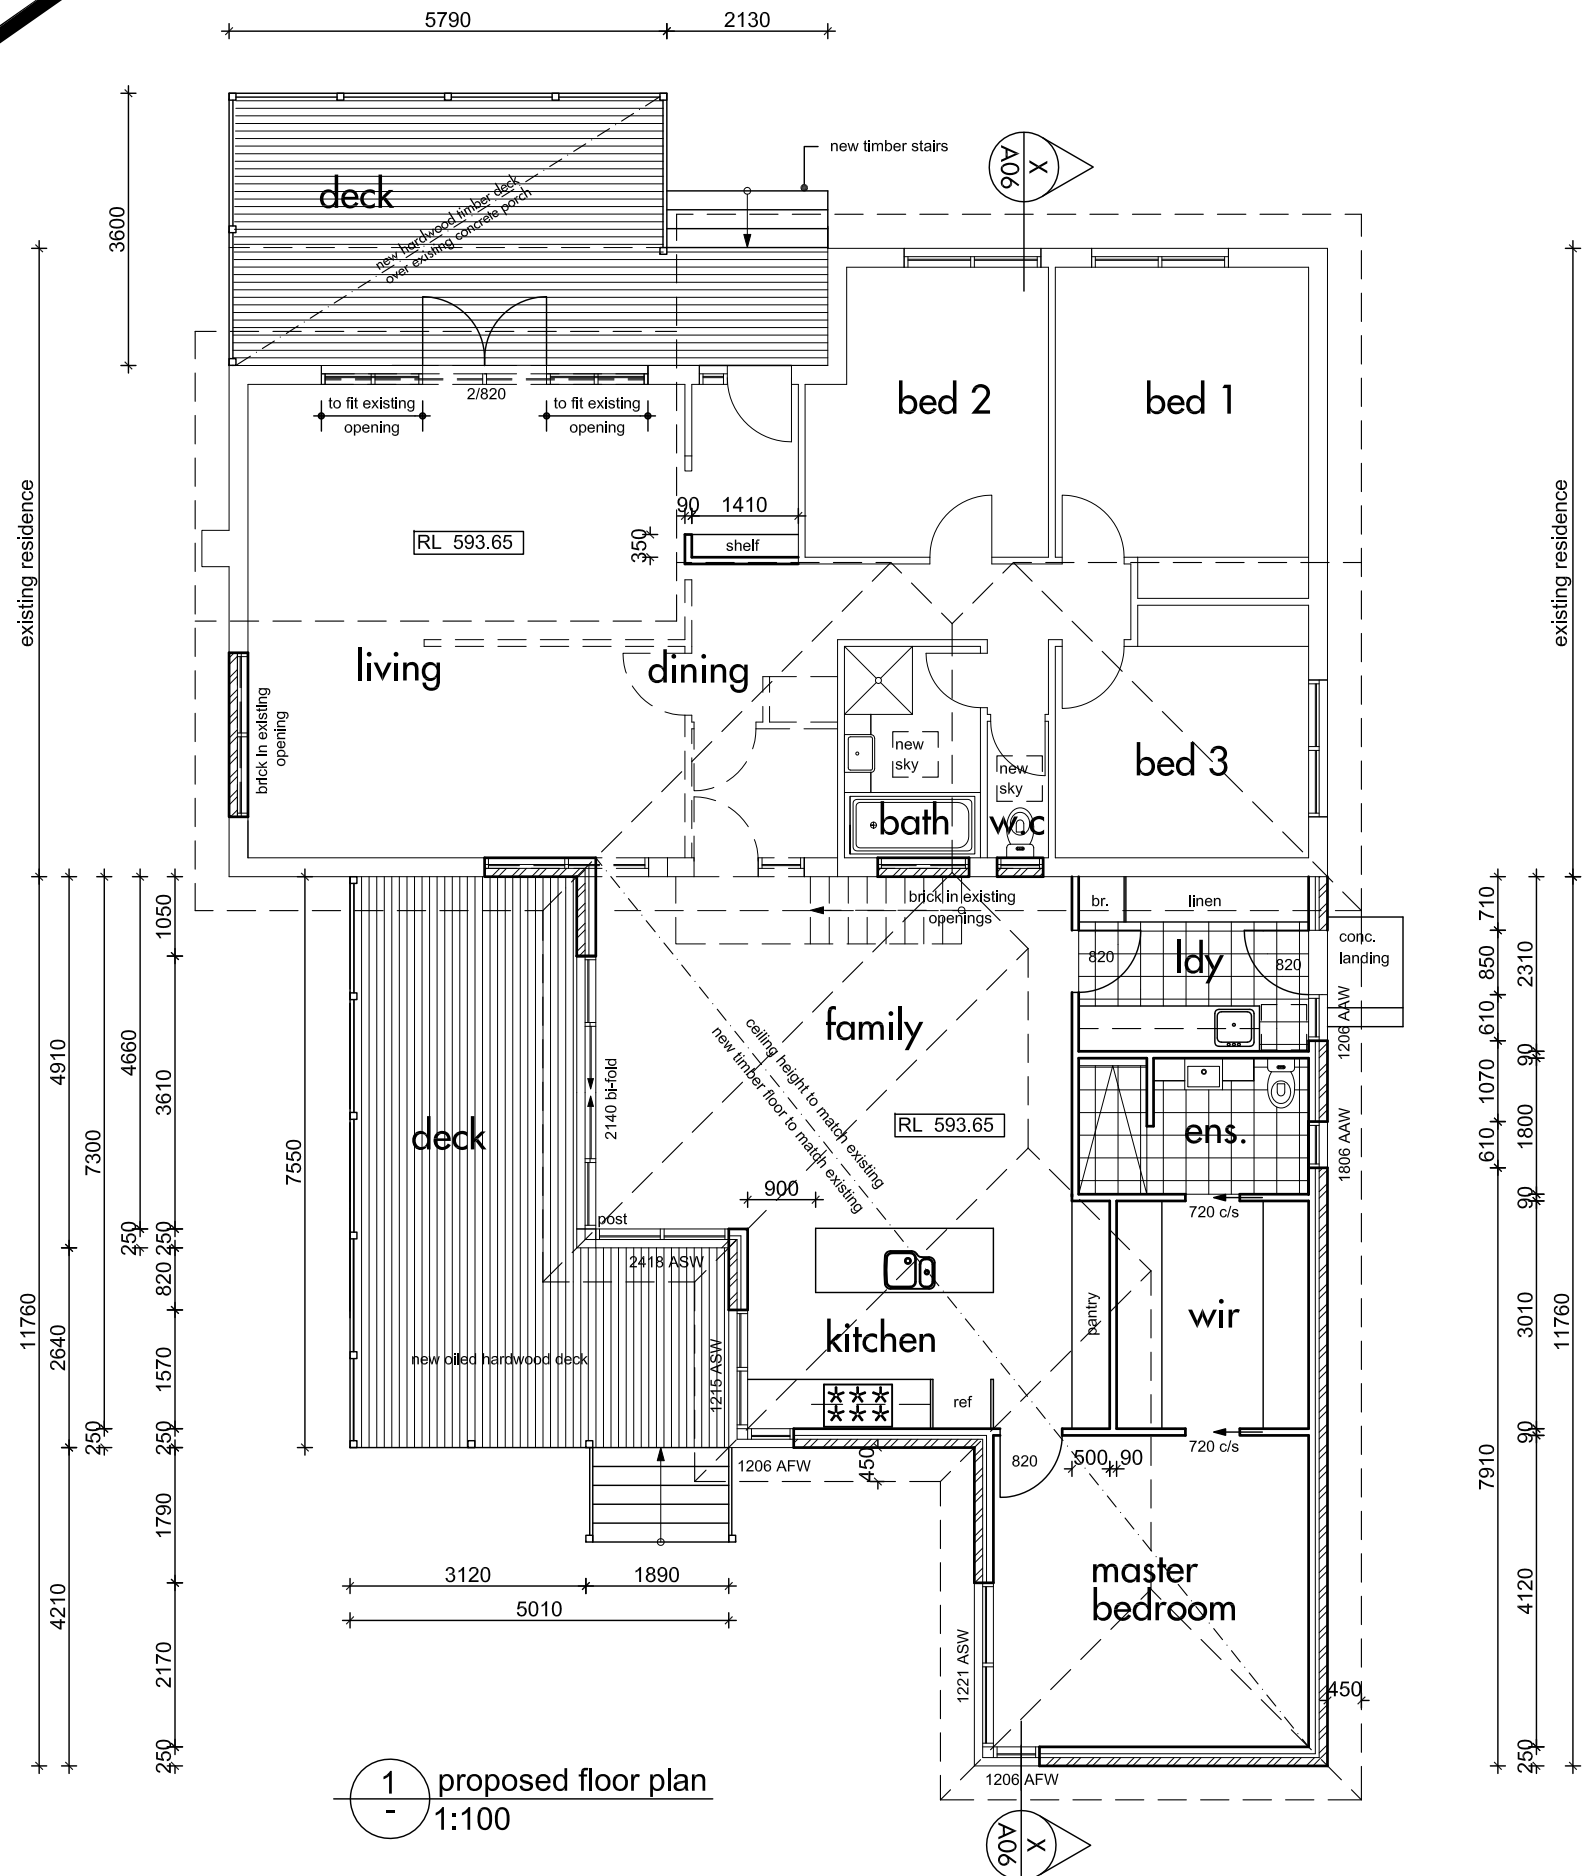 5790
2130
new timber stairs
X
A06
deck
new hardwood timber deck
over existing concrete porch
3600
2/820
to fit existing
opening
to fit existing
opening
bed 2
bed 1
existing residence
existing residence
90
1410
350
shelf
RL 593.65
living
dining
brick in existing
opening
new
sky
new
sky
bed 3
bath
w.c
brick in existing
openings
br.
linen
conc.
landing
820
ldy
820
1206 AAW
family
ceiling height to match existing
new timber floor to match existing
2140 bi-fold
RL 593.65
ens.
1806 AAW
deck
900
post
2418 ASW
720 c/s
pantry
wir
kitchen
new oiled hardwood deck
1215 ASW
ref
720 c/s
1206 AFW
450
820
500
90
master
bedroom
1221 ASW
450
1206 AFW
3120
1890
5010
11760
4910
2640
4210
7300
250
4660
250
1050
3610
250
820
1570
250
1790
2170
250
7550
710
850
610
1070
610
7910
2310
90
1800
90
3010
90
4120
250
11760
1
-
proposed floor plan
1:100
X
A06